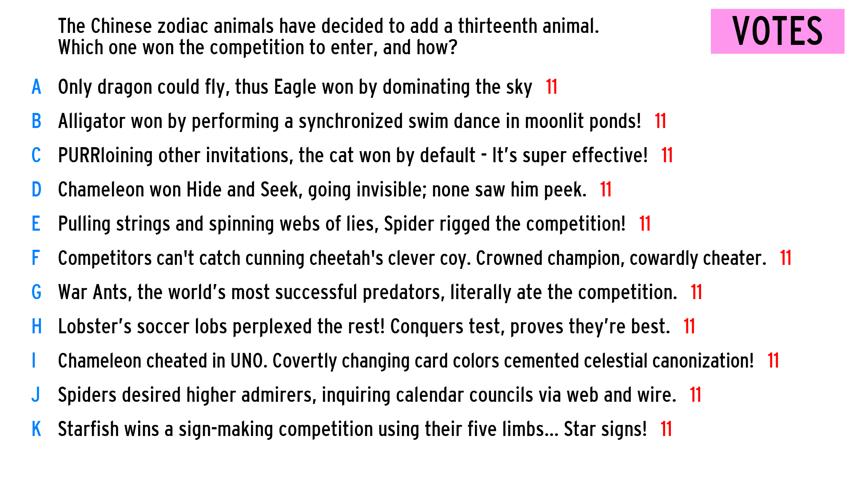 The Chinese zodiac animals have decided to add a thirteenth animal.
Which one won the competition to enter, and how?
VOTES
A Only dragon could fly, thus Eagle won by dominating the sky 11
B Alligator won by performing a synchronized swim dance in moonlit ponds! 11
C PURRloining other invitations, the cat won by default - It's super effective! 11
D Chameleon won Hide and Seek, going invisible; none saw him peek. 11
E Pulling strings and spinning webs of lies, Spider rigged the competition! 11
F Competitors can't catch cunning cheetah's clever coy. Crowned champion, cowardly cheater. 11
G War Ants, the world's most successful predators, literally ate the competition. 11
H Lobster's soccer lobs perplexed the rest! Conquers test, proves they're best. 11
I Chameleon cheated in UNO. Covertly changing card colors cemented celestial canonization! 11
J Spiders desired higher admirers, inquiring calendar councils via web and wire. 11
K Starfish wins a sign-making competition using their five limbs... Star signs! 11